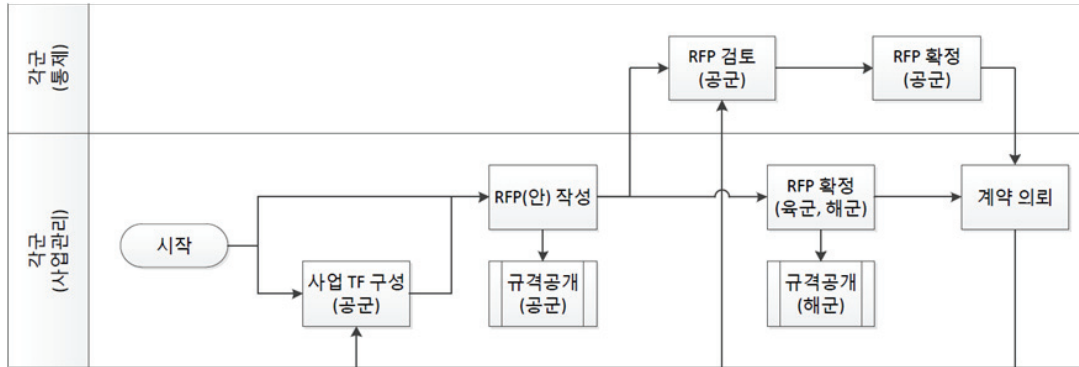 각군
(통제)
RFP 검토
(공군)
RFP 확정
(공군)
각군
(사업관리)
시작
사업 TF 구성
(공군)
RFP(안) 작성
규격공개
(공군)
RFP 확정
(육군, 해군)
규격공개
(해군)
계약 의뢰